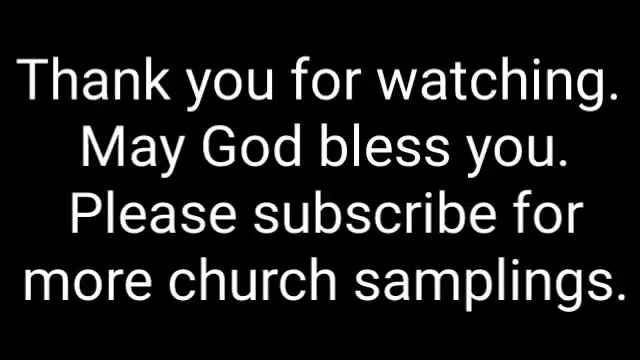 Thank you for watching.
May God bless you.
Please subscribe for
more church samplings.